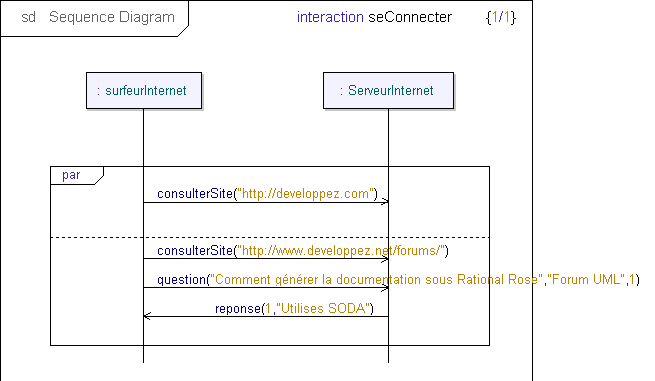 sd Sequence Diagram interaction seConnecter {1/1}
: surfeurInternet : ServeurInternet
par
consulterSite("http://developpez.com")
consulterSite("http://www.developpez.net/forums/")
question("Comment générer la documentation sous Rational Rose","Forum UML",1)
reponse(1,"Utilises SODA")